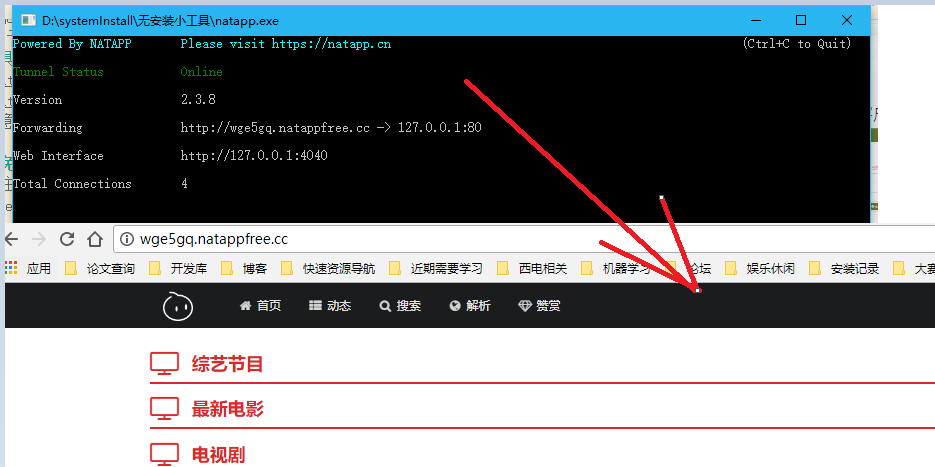 D:\systemInstall\无安装小工具\natapp.exe
Powered By NATAPP Please visit https://natapp.cn (Ctrl+C to Quit)
Tunnel Status Online
Version 2.3.8
Forwarding http://wge5gq.natappfree.cc -> 127.0.0.1:80
Web Interface http://127.0.0.1:4040
Total Connections 4
wge5gq.natappfree.cc
应用 论文查询 开发库 博客 快速资源导航 近期需要学习 西电相关 机器学习 论坛 娱乐休闲 安装记录 大赛
首页 动态 搜索 解析 赞赏
综艺节目
最新电影
电视剧